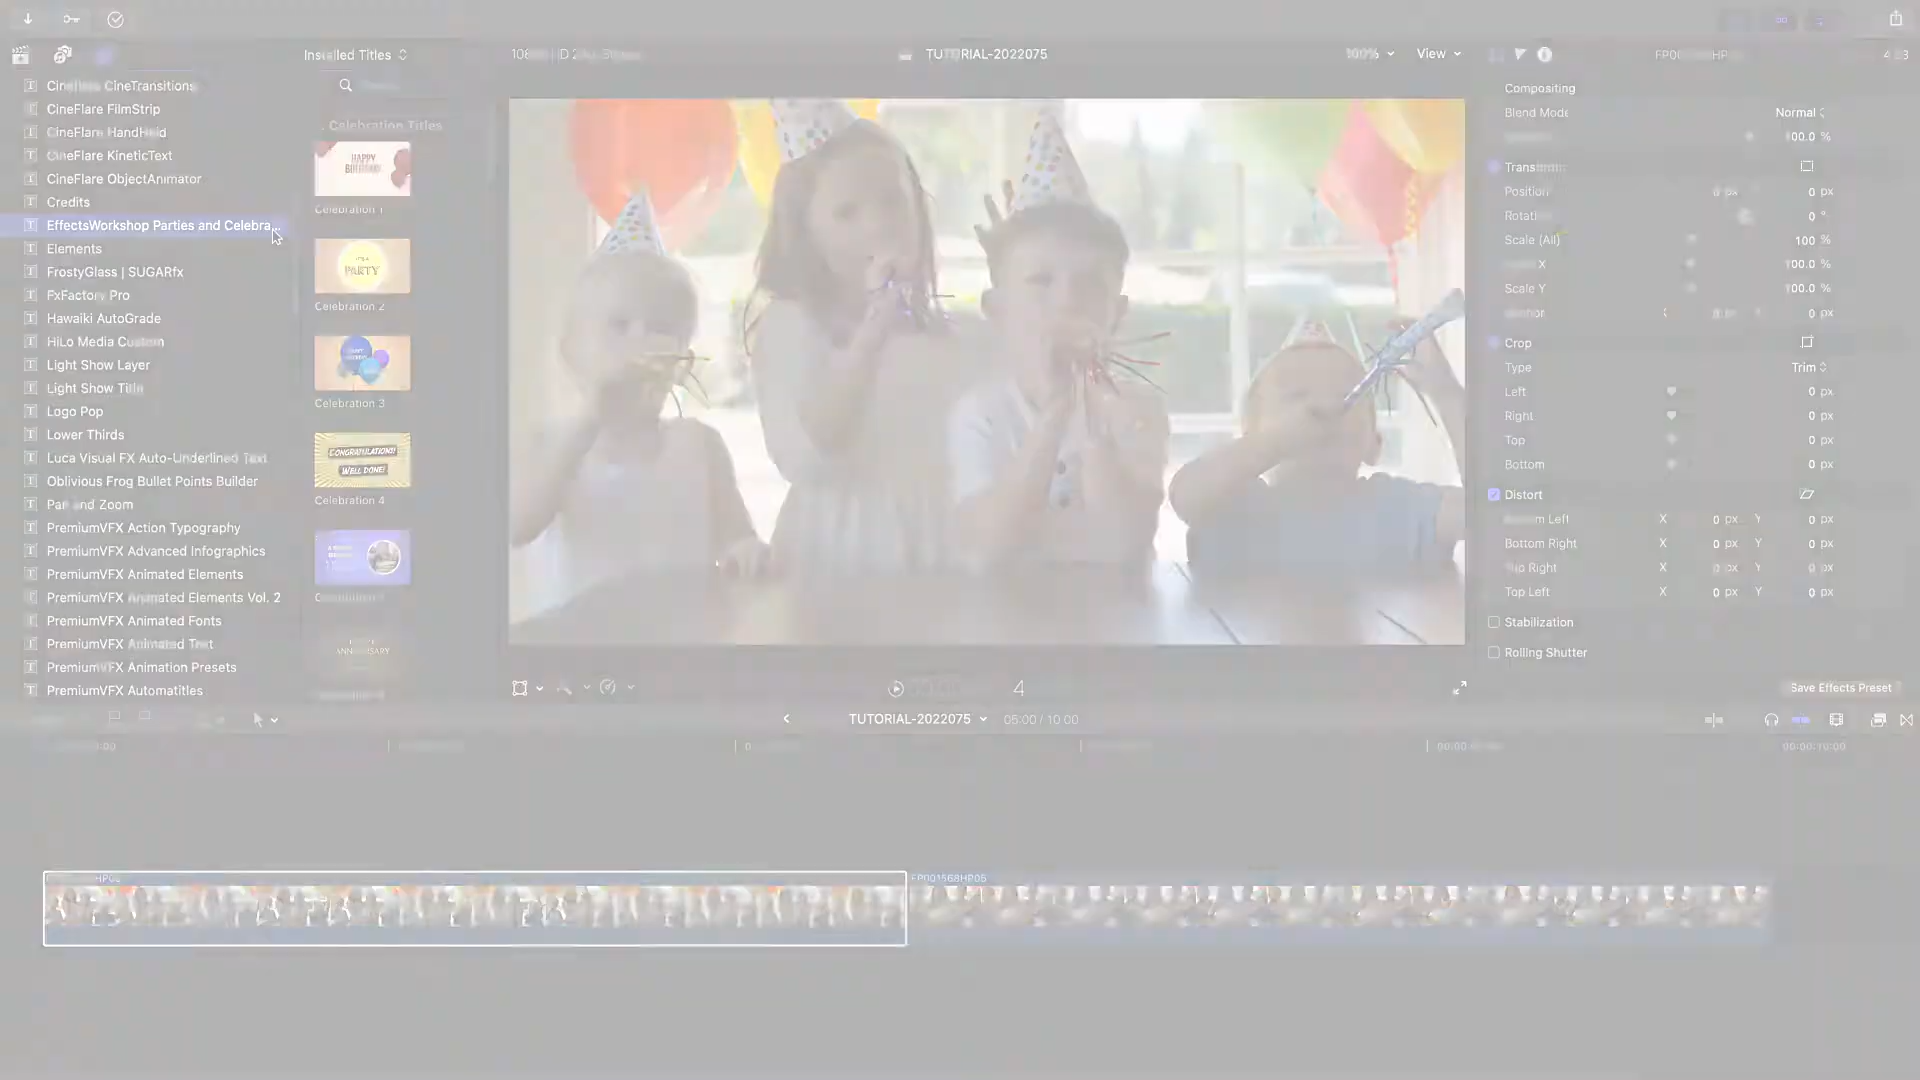 Installed Titles
TUTORIAL-2022075
100%
View
CineFlare FilmStrip
CineFlare HandHeld
CineFlare KineticText
CineFlare ObjectAnimator
Credits
EffectsWorkshop Parties and Celebra...
Elements
FrostyGlass | SUGARfx
FxFactory Pro
Hawaiki AutoGrade
HiLo Media Custom
Light Show Layer
Light Show Title
Logo Pop
Lower Thirds
Luca Visual FX Auto-Underlined Text
Oblivious Frog Bullet Points Builder
Pan and Zoom
PremiumVFX Action Typography
PremiumVFX Advanced Infographics
PremiumVFX Animated Elements
PremiumVFX Animated Elements Vol. 2
PremiumVFX Animated Fonts
PremiumVFX Animated Text
PremiumVFX Animation Presets
PremiumVFX Automatitles
Celebration Titles
HAPPY
BIRTHDAY
Celebration 1
IT'S A
PARTY
Celebration 2
Celebration 3
CONGRATULATIONS!
WELL DONE!
Celebration 4
ANNIVERSARY
Compositing
Blend Mode Normal
100.0 %
Transform
Position 0 px 0 px
Rotation 0 °
Scale (All) 100 %
X 100.0 %
Scale Y 100.0 %
0 px
Crop
Type Trim
Left 0 px
Right 0 px
Top 0 px
Bottom 0 px
Distort
Bottom Left X 0 px Y 0 px
Bottom Right X 0 px Y 0 px
Top Right X 0 px Y 0 px
Top Left X 0 px Y 0 px
Stabilization
Rolling Shutter
Save Effects Preset
4
TUTORIAL-2022075 05:00 / 10:00
00:00:10:00
FP001568HP05